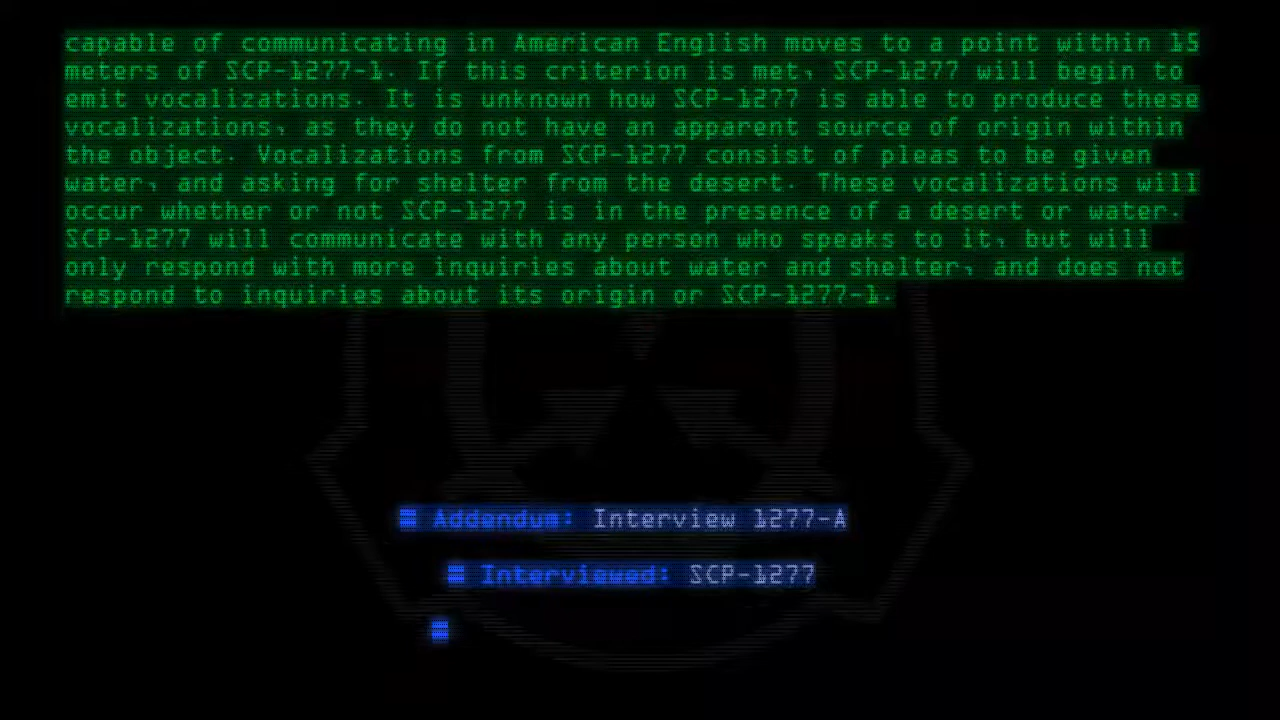 capable of communicating in American English moves to a point within 15
meters of SCP-1277-1. If this criterion is met, SCP-1277 will begin to
emit vocalizations. It is unknown how SCP-1277 is able to produce these
vocalizations, as they do not have an apparent source of origin within
the object. Vocalizations from SCP-1277 consist of pleas to be given
water, and asking for shelter from the desert. These vocalizations will
occur whether or not SCP-1277 is in the presence of a desert or water.
SCP-1277 will communicate with any person who speaks to it, but will
only respond with more inquiries about water and shelter, and does not
respond to inquiries about its origin or SCP-1277-1.
Addendum: Interview 1277-A
Interviewed: SCP-1277